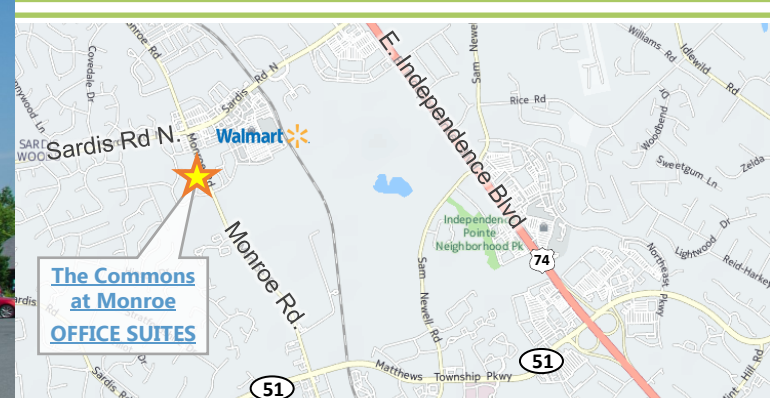 Monroe Rd
Covedale Dr
Sardis Rd N
Sardis Rd N.
Walmart
Monroe Rd.
The Commons
at Monroe
OFFICE SUITES
E. Independence Blvd
Sam Newell
Williams Rd
Idlewild Rd
Rice Rd
Woodbend Dr
Sweetgum Ln
Zelda
Independence
Pointe
Neighborhood Pk
74
Lightwood Dr
Reid-Harkey
Northeast Pkwy
Sam Newell Rd
Matthews Township Pkwy
51
51
Sardis Rd
Mint Hill Rd